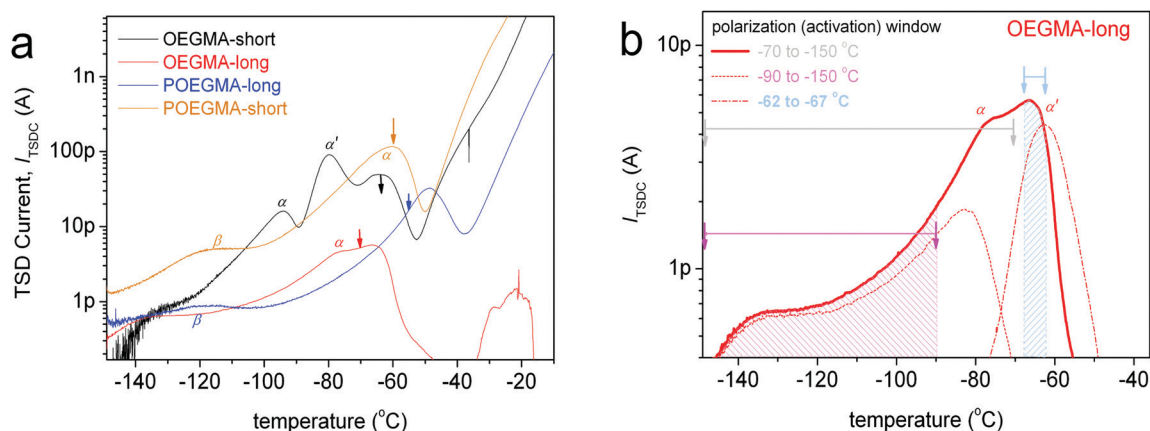 a
TSD Current, I_TSDC (A)
1n
100p
10p
1p
OEGMA-short
OEGMA-long
POEGMA-long
POEGMA-short
α
α'
α
α
β
β
-140 -120 -100 -80 -60 -40 -20
temperature (°C)
b
I_TSDC (A)
10p
1p
polarization (activation) window
-70 to -150 °C
-90 to -150 °C
-62 to -67 °C
OEGMA-long
α
α'
-140 -120 -100 -80 -60 -40
temperature (°C)